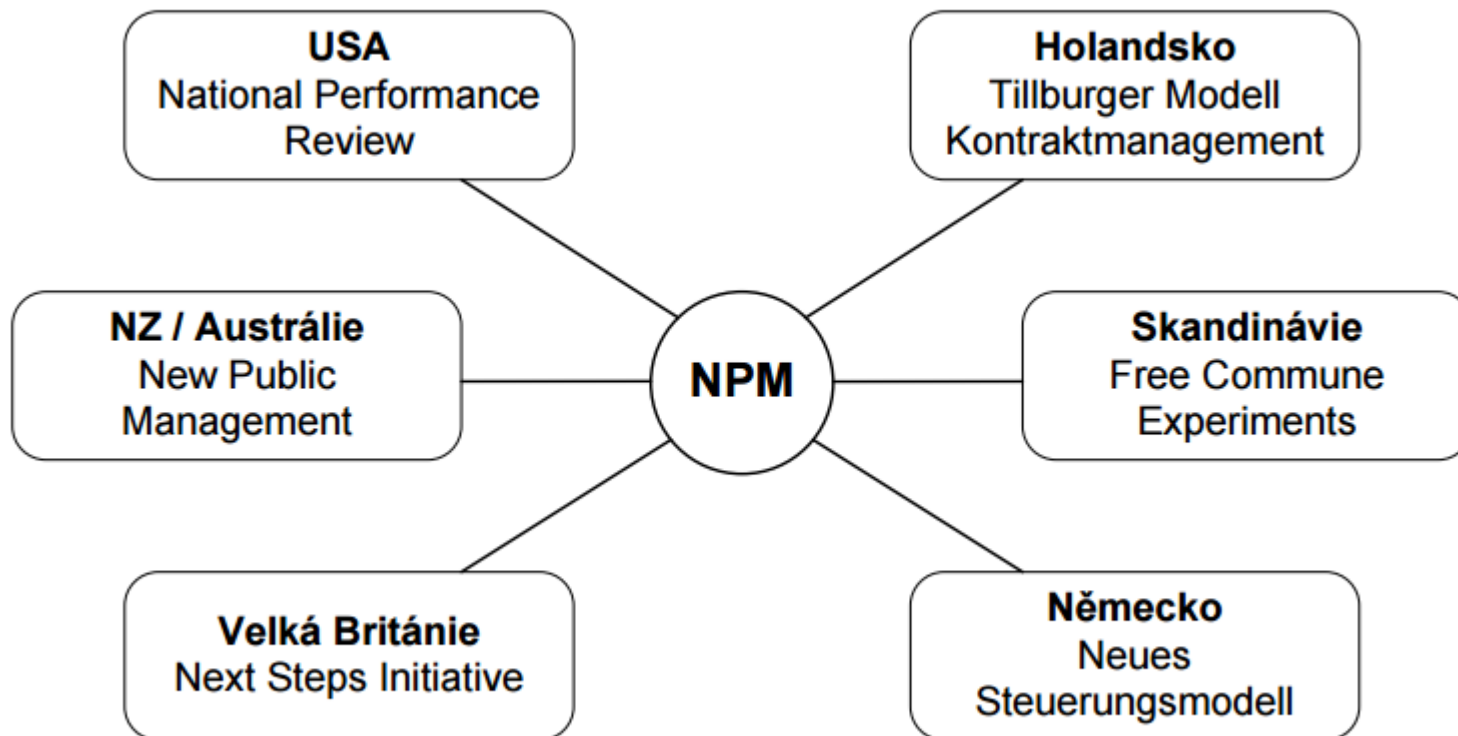 USA
National Performance
Review
Holandsko
Tillburger Modell
Kontraktmanagement
NZ / Austrálie
New Public
Management
NPM
Skandinávie
Free Commune
Experiments
Velká Británie
Next Steps Initiative
Německo
Neues
Steuerungsmodell